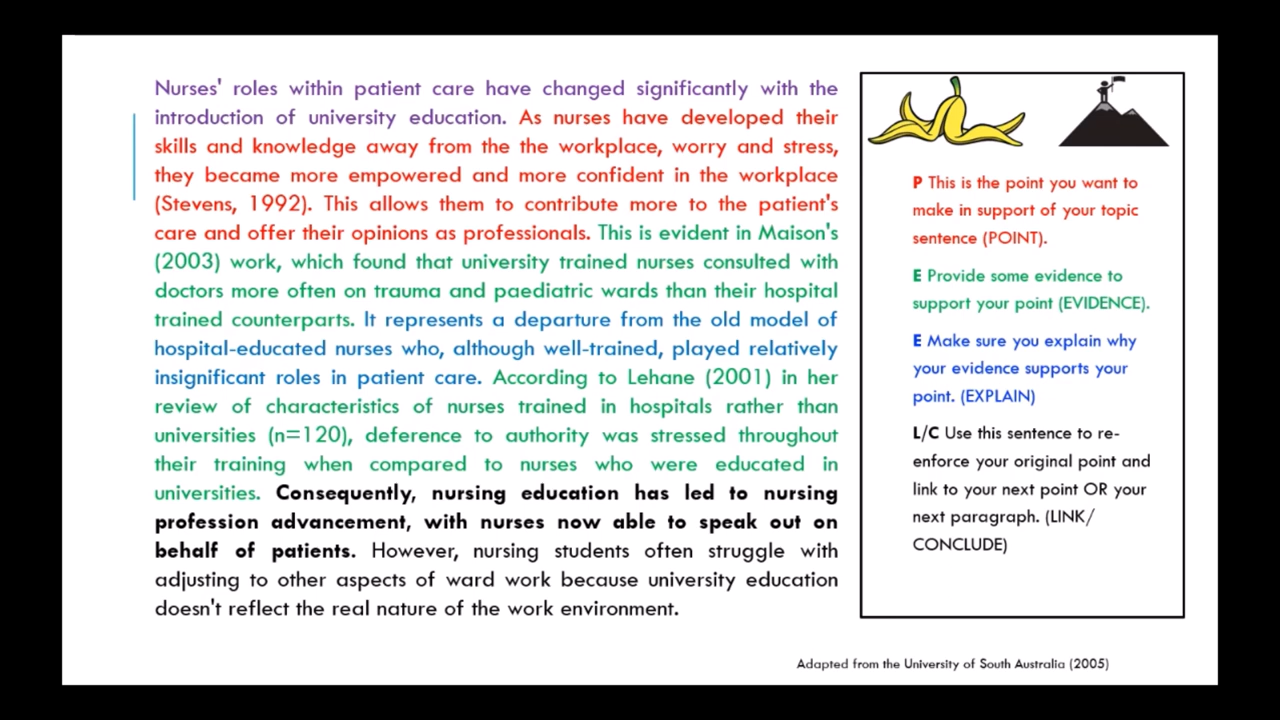 Nurses' roles within patient care have changed significantly with the
introduction of university education. As nurses have developed their
skills and knowledge away from the the workplace, worry and stress,
they became more empowered and more confident in the workplace
(Stevens, 1992). This allows them to contribute more to the patient's
care and offer their opinions as professionals. This is evident in Maison's
(2003) work, which found that university trained nurses consulted with
doctors more often on trauma and paediatric wards than their hospital
trained counterparts. It represents a departure from the old model of
hospital-educated nurses who, although well-trained, played relatively
insignificant roles in patient care. According to Lehane (2001) in her
review of characteristics of nurses trained in hospitals rather than
universities (n=120), deference to authority was stressed throughout
their training when compared to nurses who were educated in
universities. Consequently, nursing education has led to nursing
profession advancement, with nurses now able to speak out on
behalf of patients. However, nursing students often struggle with
adjusting to other aspects of ward work because university education
doesn't reflect the real nature of the work environment.
P This is the point you want to
make in support of your topic
sentence (POINT).
E Provide some evidence to
support your point (EVIDENCE).
E Make sure you explain why
your evidence supports your
point. (EXPLAIN)
L/C Use this sentence to re-
enforce your original point and
link to your next point OR your
next paragraph. (LINK/
CONCLUDE)
Adapted from the University of South Australia (2005)